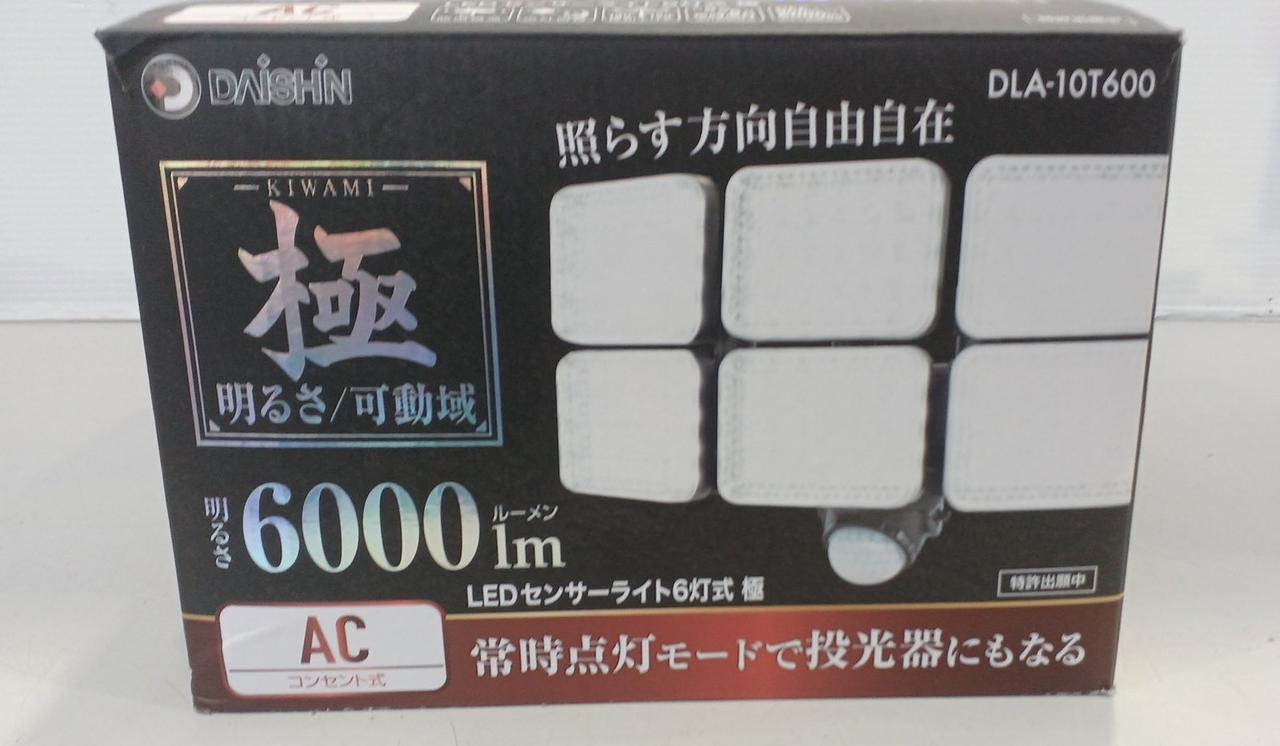 AC
DAISHIN
DLA-10T600
照らす方向自由自在
KIWAMI
極
明るさ/可動域
明るさ
6000
ルーメン
lm
LEDセンサーライト6灯式 極
特許出願中
AC
コンセント式
常時点灯モードで投光器にもなる